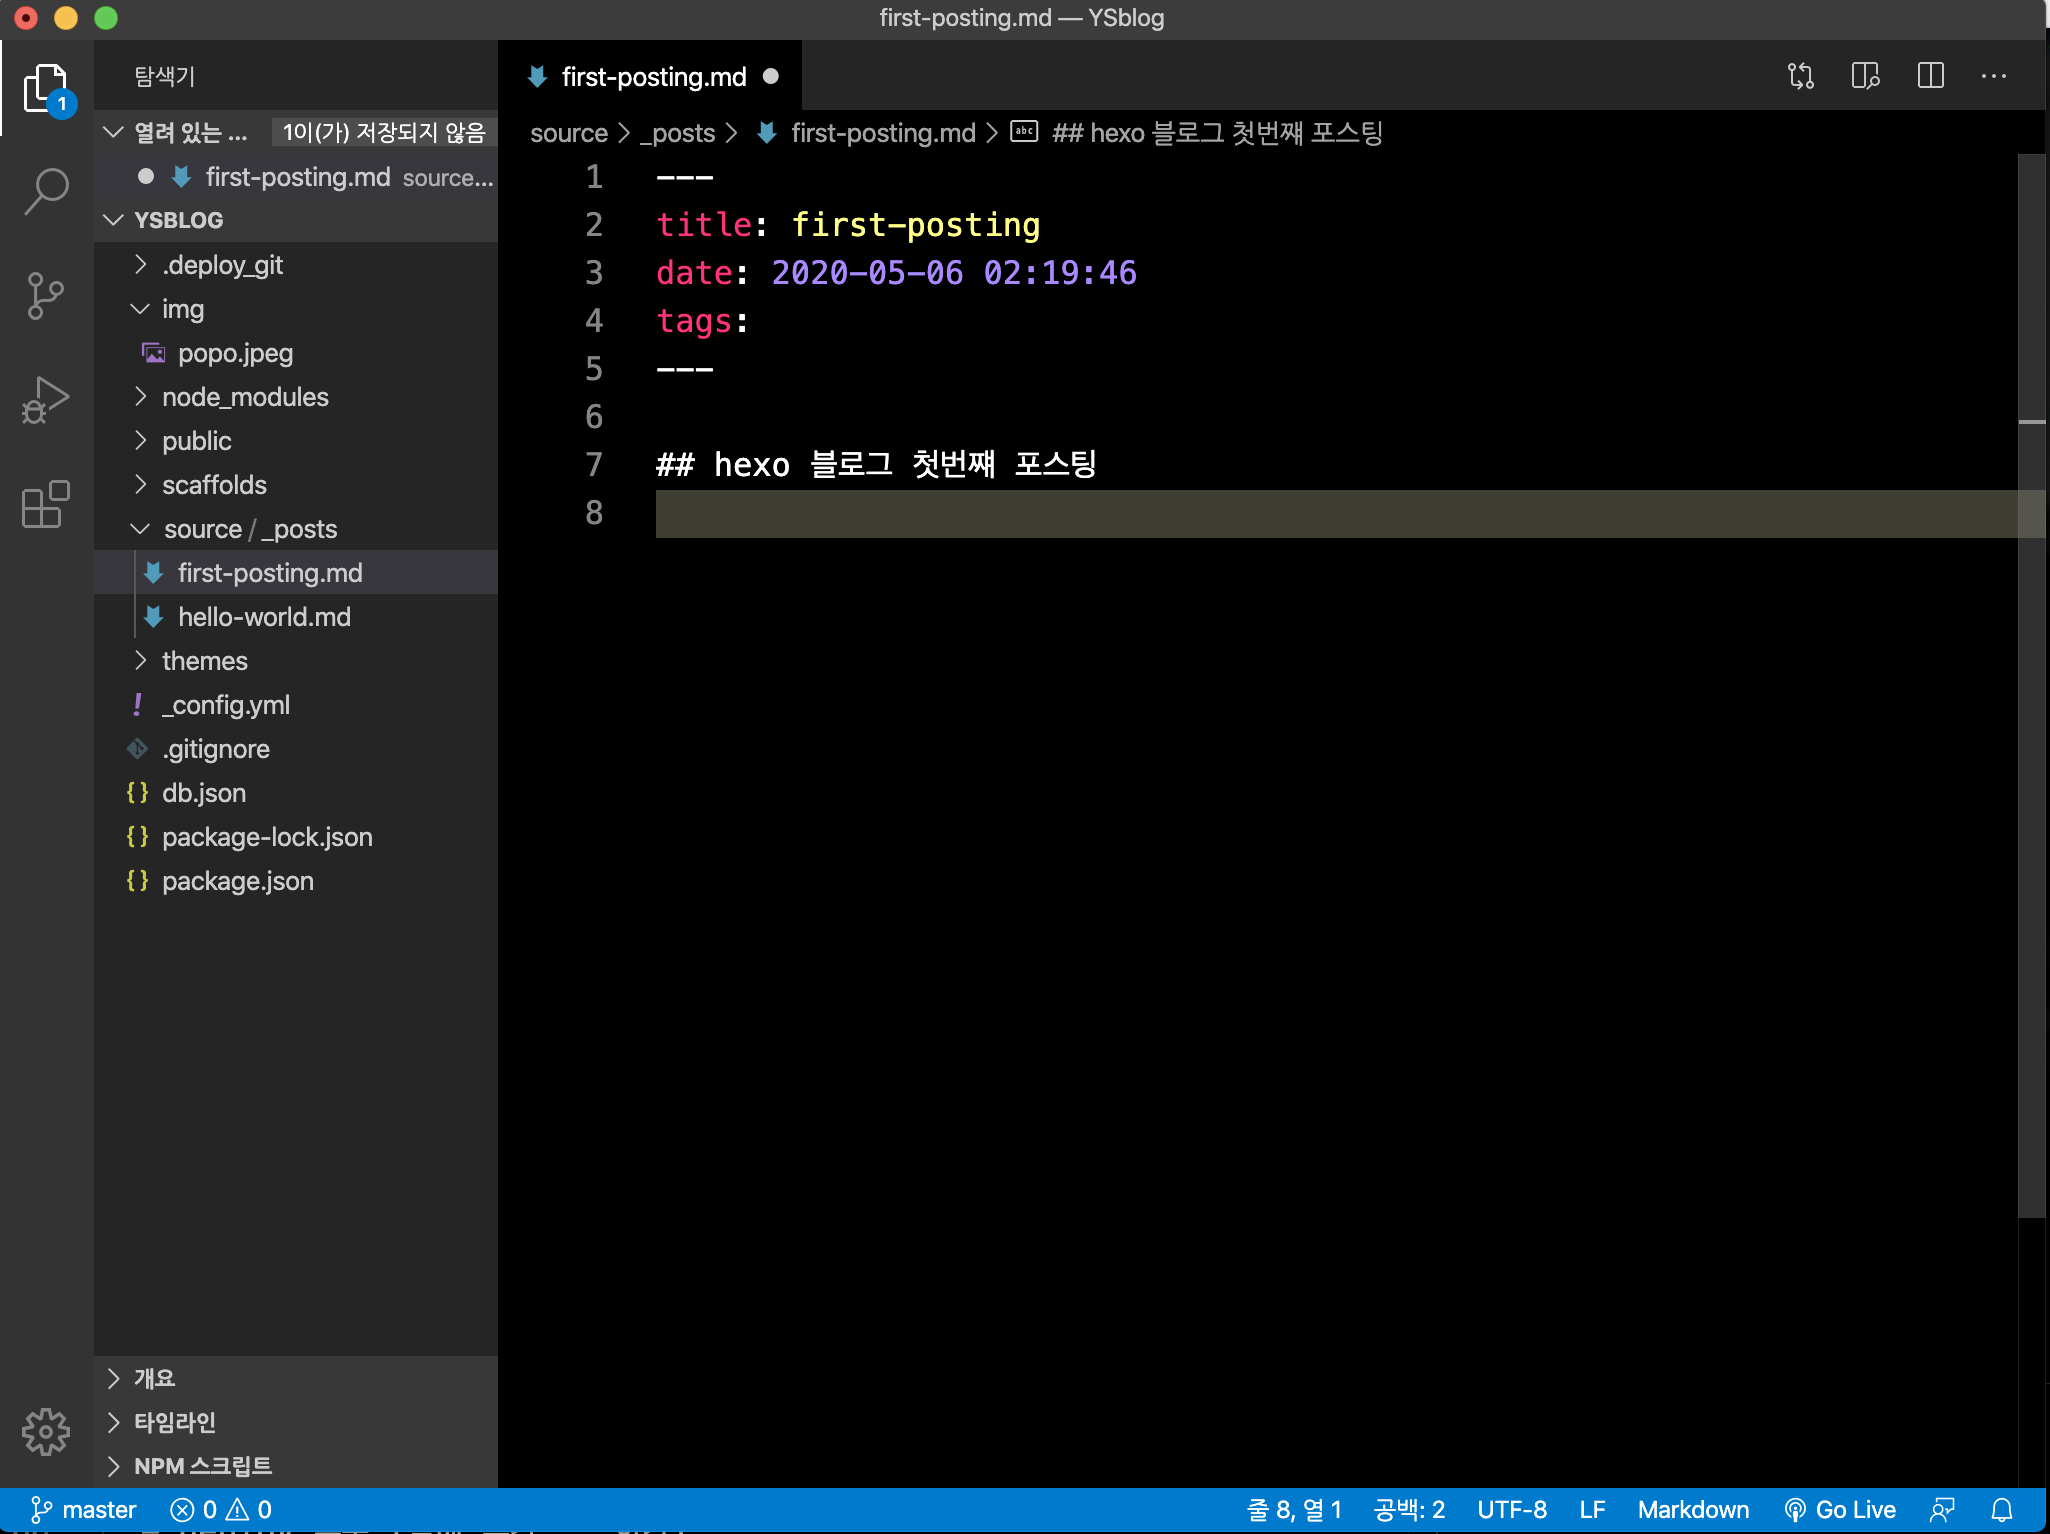 first-posting.md — YSblog
탐색기
1
열려 있는 ... 1이(가) 저장되지 않음
first-posting.md source...
YSBLOG
.deploy_git
img
popo.jpeg
node_modules
public
scaffolds
source / _posts
first-posting.md
hello-world.md
themes
_config.yml
.gitignore
db.json
package-lock.json
package.json
개요
타임라인
NPM 스크립트
first-posting.md
source > _posts > first-posting.md > abc ## hexo 블로그 첫번쨰 포스팅
1 ---
2 title: first-posting
3 date: 2020-05-06 02:19:46
4 tags:
5 ---
6
7 ## hexo 블로그 첫번쨰 포스팅
8
master 0 0 줄 8, 열 1 공백: 2 UTF-8 LF Markdown Go Live